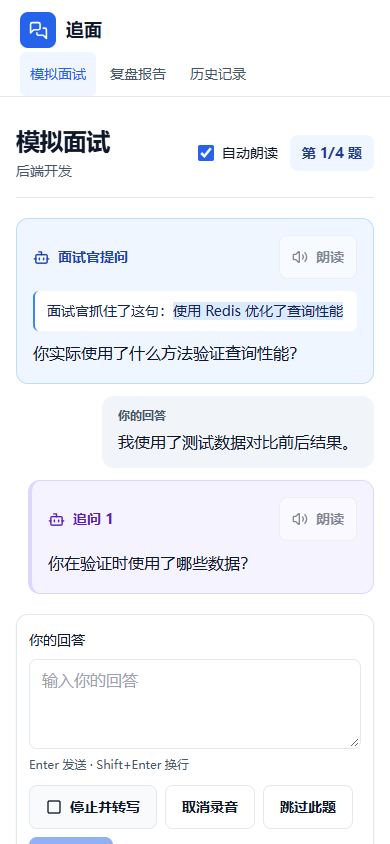 追面
模拟面试 复盘报告 历史记录
模拟面试
后端开发
自动朗读
第 1/4 题
面试官提问
朗读
面试官抓住了这句：使用 Redis 优化了查询性能
你实际使用了什么方法验证查询性能？
你的回答
我使用了测试数据对比前后结果。
追问 1
朗读
你在验证时使用了哪些数据？
你的回答
输入你的回答
Enter 发送 · Shift+Enter 换行
停止并转写 取消录音 跳过此题